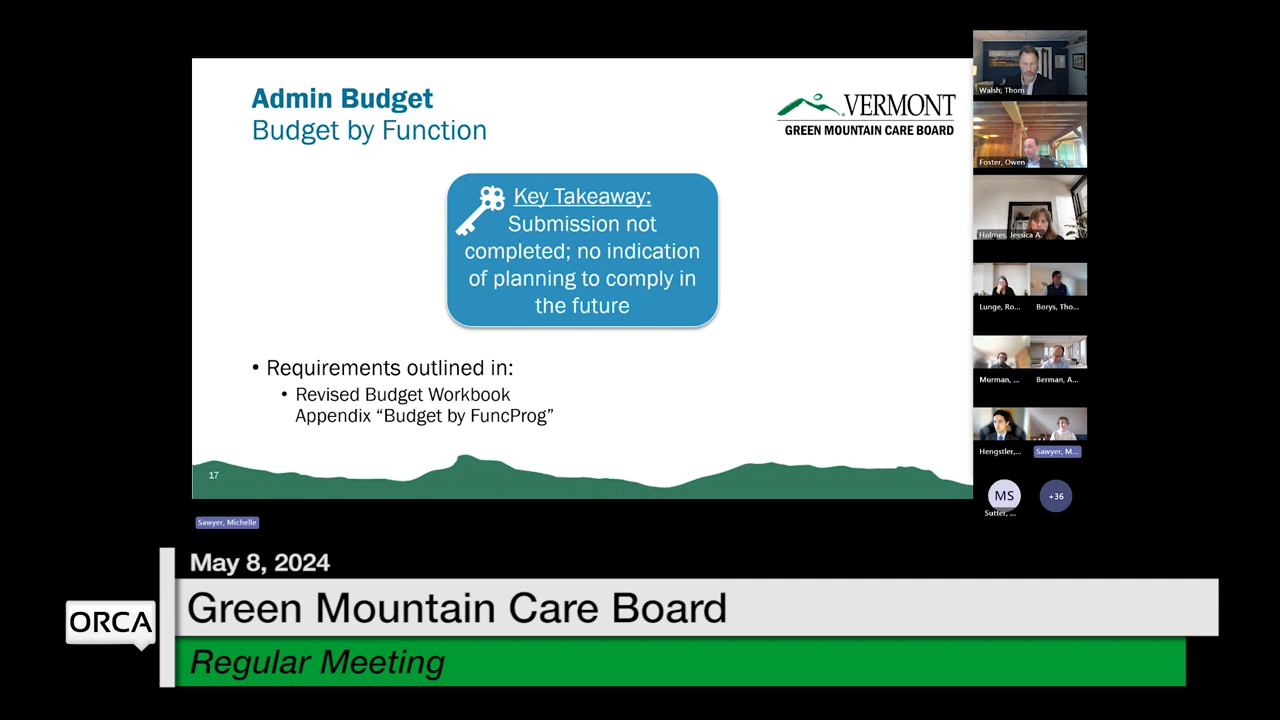 Admin Budget
Budget by Function
VERMONT
GREEN MOUNTAIN CARE BOARD
Key Takeaway:
Submission not
completed; no indication
of planning to comply in
the future
• Requirements outlined in:
• Revised Budget Workbook
Appendix “Budget by FuncProg”
17
Walsh, Thom
Foster, Owen
Holmes, Jessica A.
Lunge, Ro...
Borys, Tho...
Murman, ...
Berman, A...
Hengstler,...
Sawyer, M...
MS
+36
Sutter, ...
Sawyer, Michelle
May 8, 2024
ORCA
Green Mountain Care Board
Regular Meeting